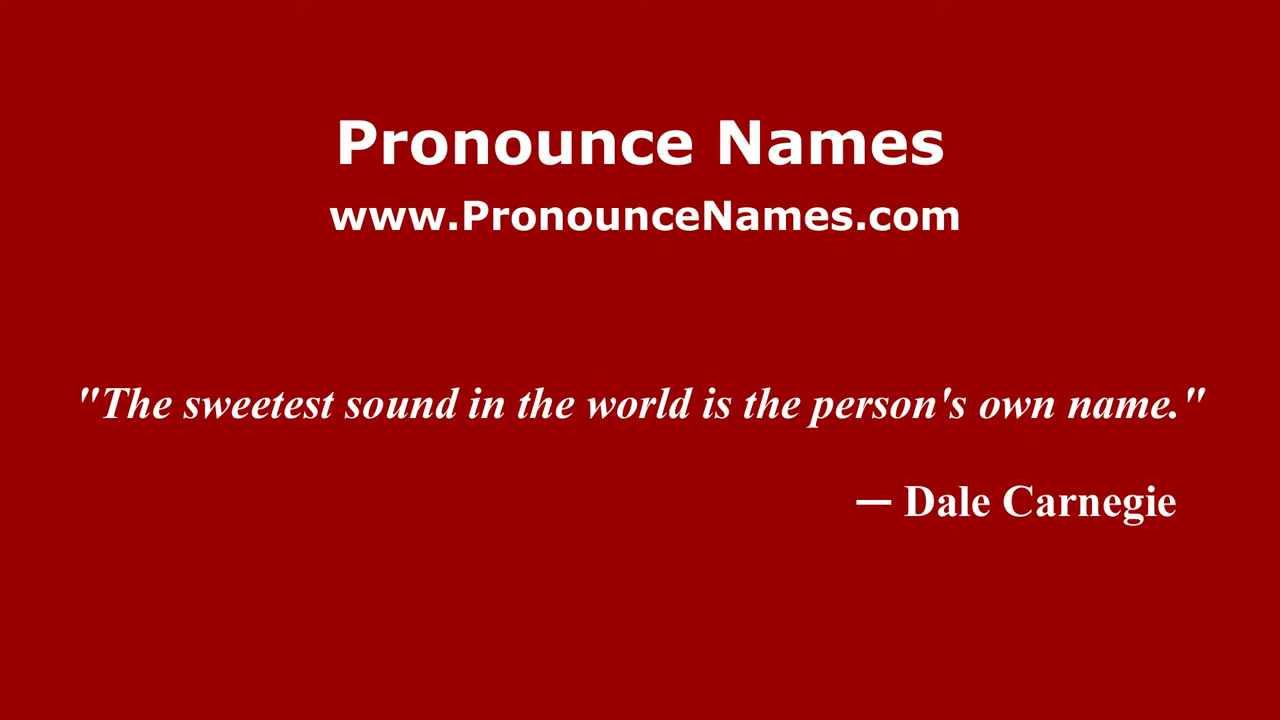 Pronounce Names
www.PronounceNames.com
"The sweetest sound in the world is the person's own name."
— Dale Carnegie